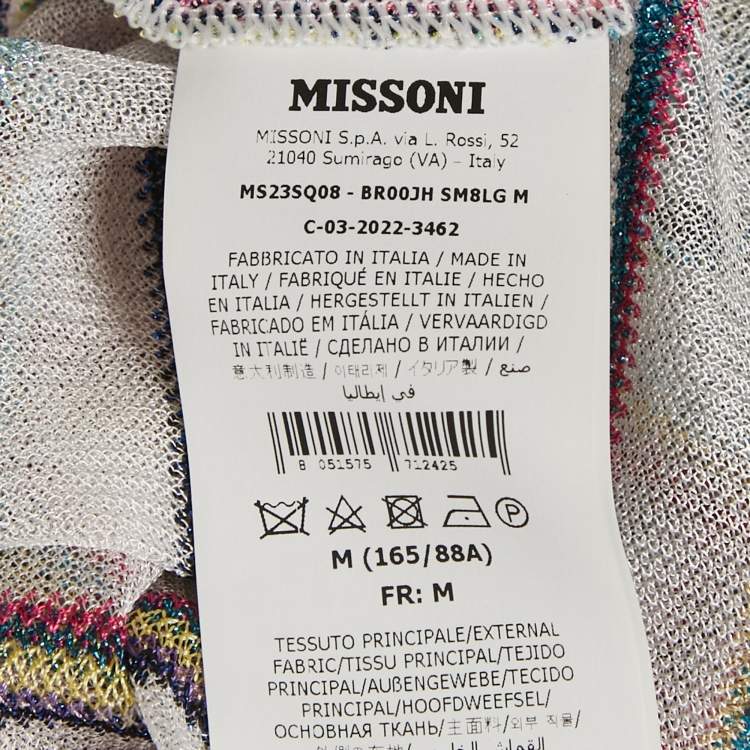 MISSONI
MISSONI S.p.A. via L. Rossi, 52
21040 Sumirago (VA) – Italy
MS23SQ08 - BR00JH SM8LG M
C-03-2022-3462
FABBRICATO IN ITALIA / MADE IN
ITALY / FABRIQUÉ EN ITALIE / HECHO
EN ITALIA / HERGESTELLT IN ITALIEN /
FABRICADO EM ITÁLIA / VERVAARDIGD
IN ITALIË / СДЕЛАНО В ИТАЛИИ /
意大利制造 / 이태리제 / イタリア製 / صنع
في إيطاليا
8 051575 712425
P
M (165/88A)
FR: M
TESSUTO PRINCIPALE/EXTERNAL
FABRIC/TISSU PRINCIPAL/TEJIDO
PRINCIPAL/AUßENGEWEBE/TECIDO
PRINCIPAL/HOOFDWEEFSEL/
ОСНОВНАЯ ТКАНЬ/主面料/외부 직물/